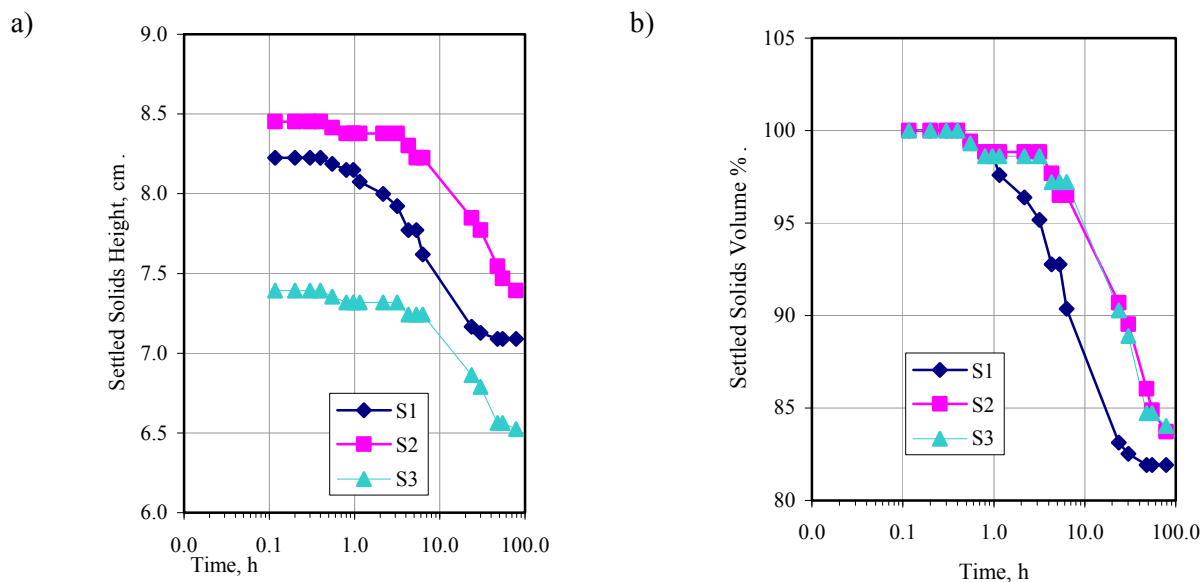 a)
9.0
8.5
8.0
7.5
7.0
6.5
6.0
Settled Solids Height, cm .
S1
S2
S3
0.0 0.1 1.0 10.0 100.0
Time, h
b)
105
100
95
90
85
80
Settled Solids Volume % .
S1
S2
S3
0.0 0.1 1.0 10.0 100.0
Time, h